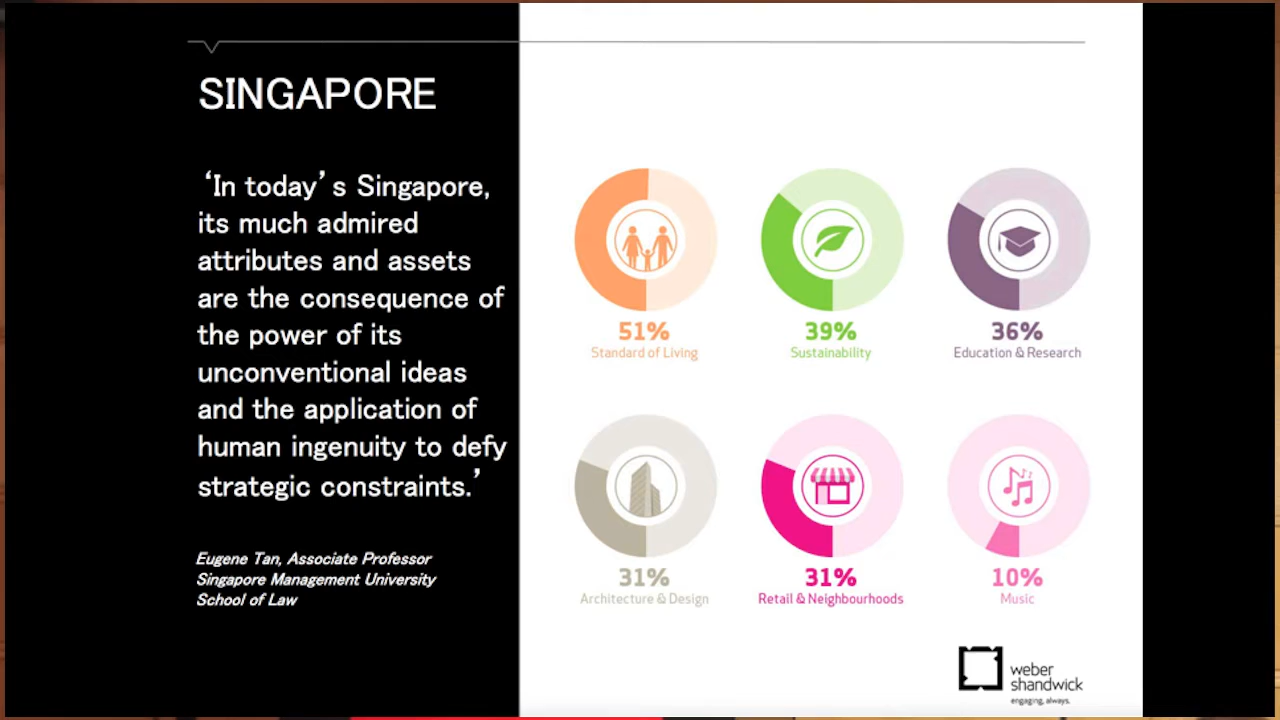 SINGAPORE
‘In today’s Singapore,
its much admired
attributes and assets
are the consequence of
the power of its
unconventional ideas
and the application of
human ingenuity to defy
strategic constraints.’
Eugene Tan, Associate Professor
Singapore Management University
School of Law
51%
Standard of Living
39%
Sustainability
36%
Education & Research
31%
Architecture & Design
31%
Retail & Neighbourhoods
10%
Music
weber
shandwick
engaging, always.